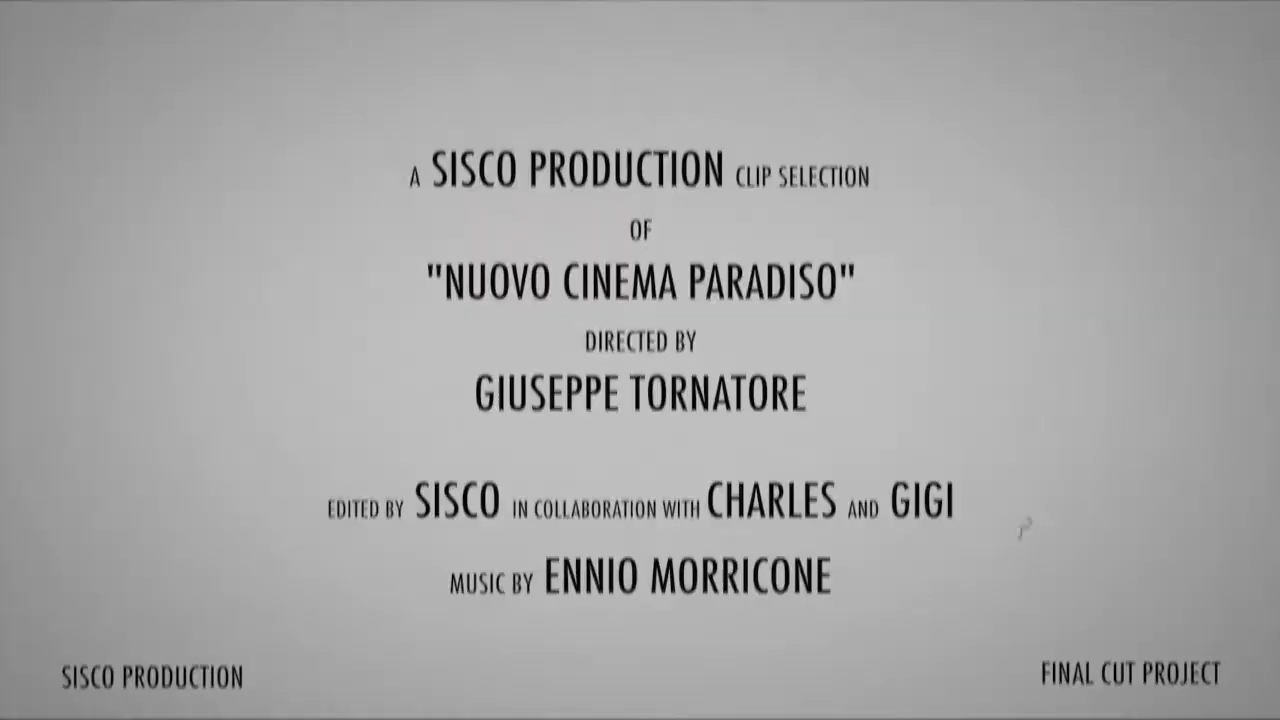 A SISCO PRODUCTION CLIP SELECTION
OF
"NUOVO CINEMA PARADISO"
DIRECTED BY
GIUSEPPE TORNATORE
EDITED BY SISCO IN COLLABORATION WITH CHARLES AND GIGI
MUSIC BY ENNIO MORRICONE
SISCO PRODUCTION
FINAL CUT PROJECT